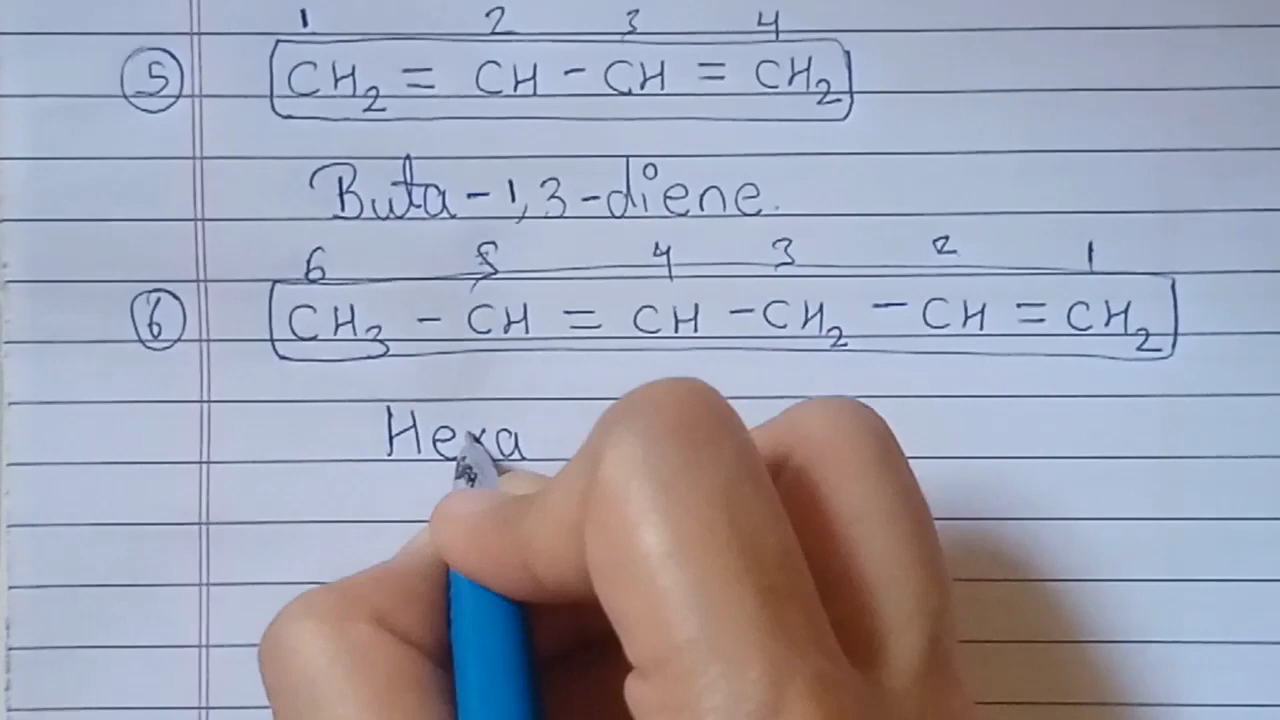 1 2 3 4
5 CH2 = CH - CH = CH2
Buta-1,3-diene.
6 5 4 3 2 1
6 CH3 - CH = CH - CH2 - CH = CH2
Hexa